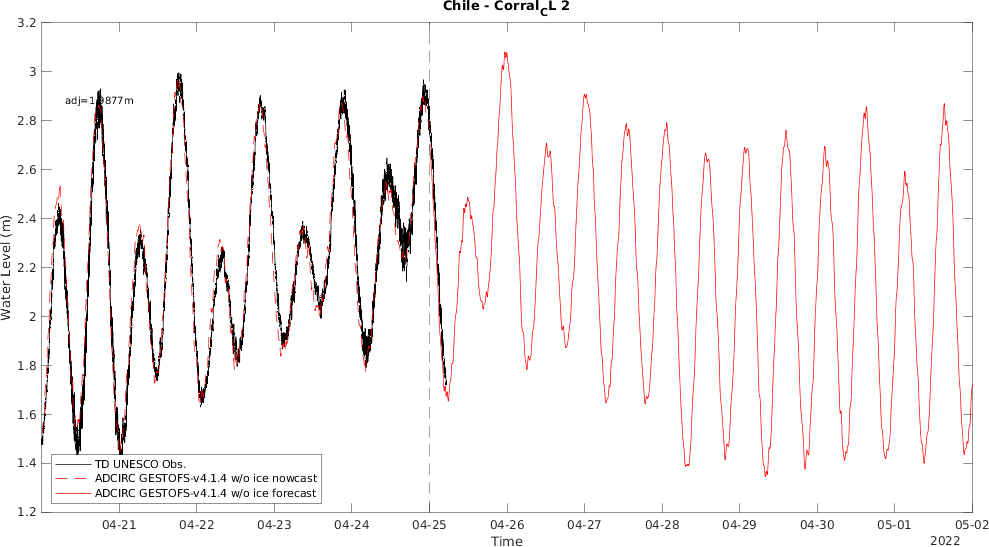 Chile - Corral_CL 2
Water Level (m)
3.2
3
2.8
2.6
2.4
2.2
2
1.8
1.6
1.4
1.2
adj=1.9877m
TD UNESCO Obs.
ADCIRC GESTOFS-v4.1.4 w/o ice nowcast
ADCIRC GESTOFS-v4.1.4 w/o ice forecast
04-21 04-22 04-23 04-24 04-25 04-26 04-27 04-28 04-29 04-30 05-01 05-02
Time
2022